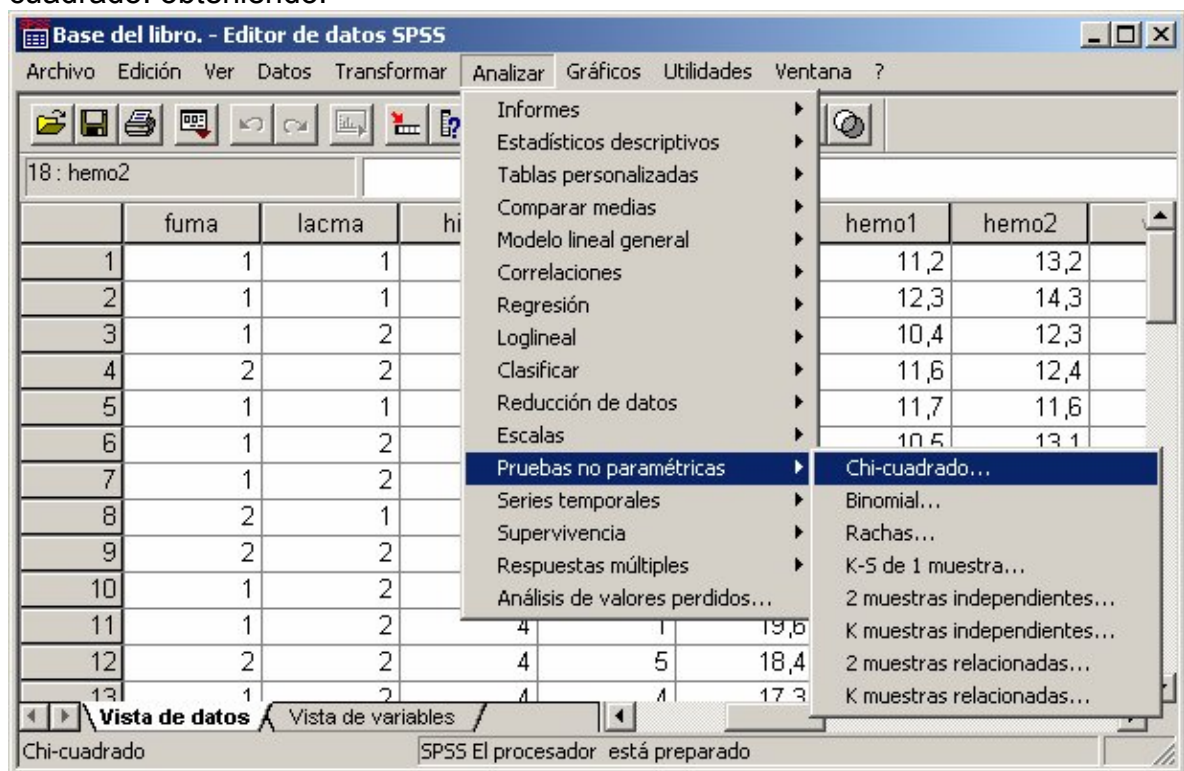 cuadrado. obteniendo:
Base del libro. - Editor de datos SPSS
Archivo Edición Ver Datos Transformar Analizar Gráficos Utilidades Ventana ?
18 : hemo2
fuma lacma hi hemo1 hemo2
1 1 1 11,2 13,2
2 1 1 12,3 14,3
3 1 2 10,4 12,3
4 2 2 11,6 12,4
5 1 1 11,7 11,6
6 1 2 10,5 13,1
7 1 2
8 2 1
9 2 2
10 1 2
11 1 2 4 1 19,6
12 2 2 4 5 18,4
13 1 2 4 4 17,3
Informes
Estadísticos descriptivos
Tablas personalizadas
Comparar medias
Modelo lineal general
Correlaciones
Regresión
Loglineal
Clasificar
Reducción de datos
Escalas
Pruebas no paramétricas
Series temporales
Supervivencia
Respuestas múltiples
Análisis de valores perdidos...
Chi-cuadrado...
Binomial...
Rachas...
K-S de 1 muestra...
2 muestras independientes...
K muestras independientes...
2 muestras relacionadas...
K muestras relacionadas...
Vista de datos Vista de variables
Chi-cuadrado SPSS El procesador está preparado